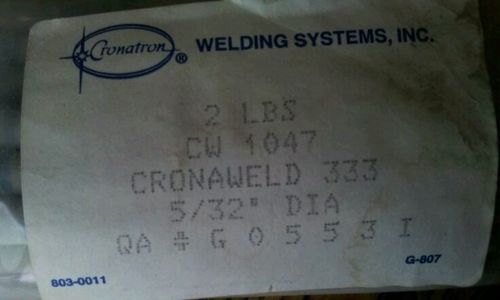 Cronatron ® WELDING SYSTEMS, INC.
2 LBS
CW 1047
CRONAWELD 333
5/32" DIA
QA # G 0 5 5 3 I
803-0011 G-807